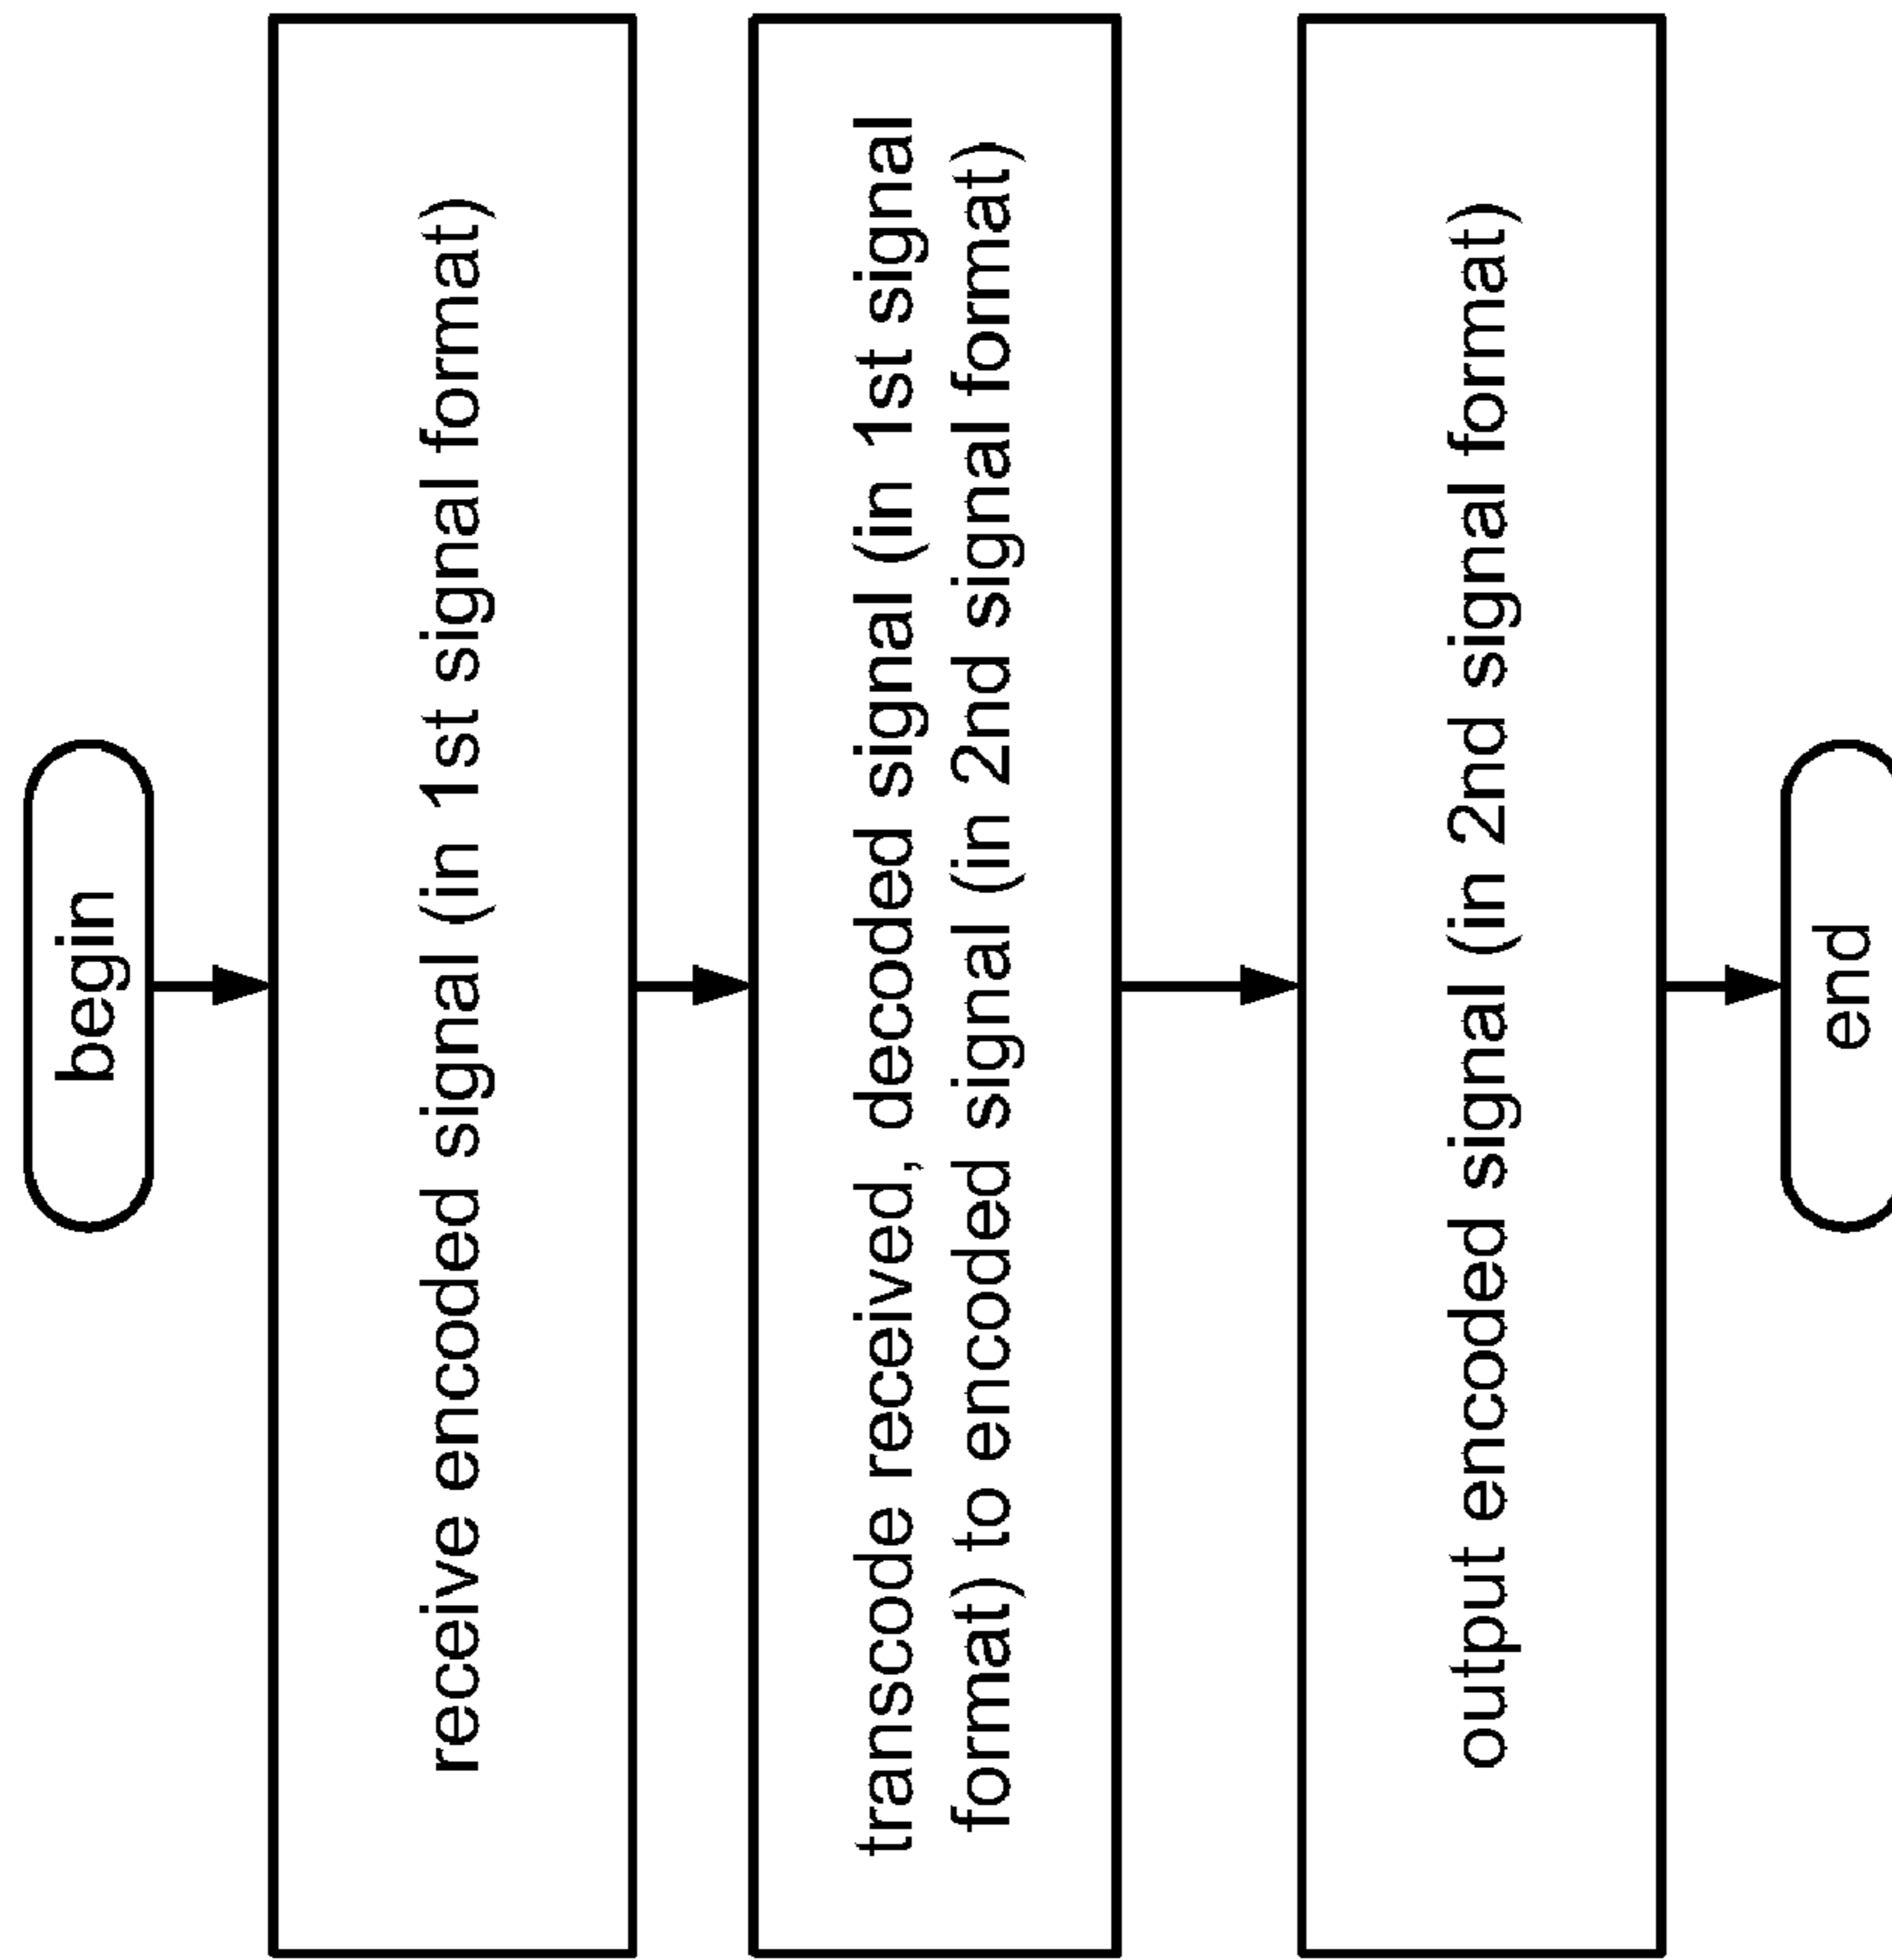 begin
receive encoded signal (in 1st signal format)
transcode received, decoded signal (in 1st signal
format) to encoded signal (in 2nd signal format)
output encoded signal (in 2nd signal format)
end